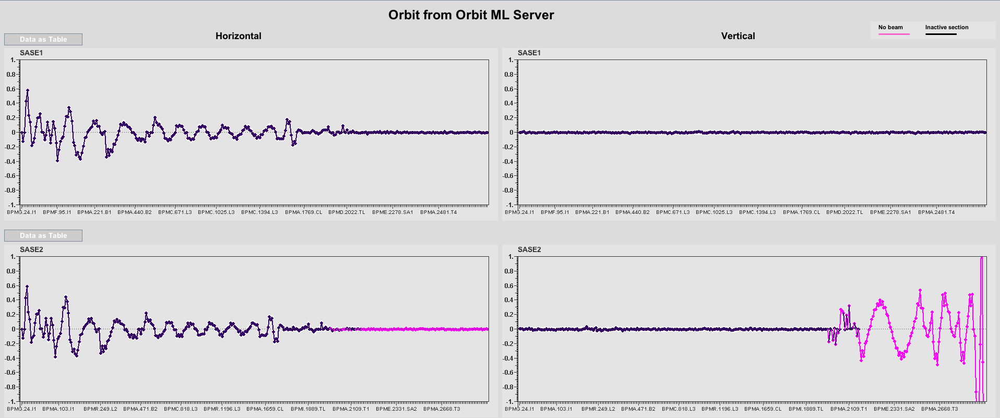 Orbit from Orbit ML Server
No beam
Inactive section
Data as Table
Horizontal
Vertical
SASE1
1.
0.8
0.6
0.4
0.2
0
-0.2
-0.4
-0.6
-0.8
-1.
BPMG.24.I1 BPMF.95.I1 BPMA.221.B1 BPMA.440.B2 BPMC.671.L3 BPMC.1025.L3 BPMC.1394.L3 BPMA.1769.CL BPMD.2022.TL BPME.2278.SA1 BPMA.2481.T4
SASE1
1.
0.8
0.6
0.4
0.2
0
-0.2
-0.4
-0.6
-0.8
-1.
BPMG.24.I1 BPMF.95.I1 BPMA.221.B1 BPMA.440.B2 BPMC.671.L3 BPMC.1025.L3 BPMC.1394.L3 BPMA.1769.CL BPMD.2022.TL BPME.2278.SA1 BPMA.2481.T4
Data as Table
SASE2
1.
0.8
0.6
0.4
0.2
0
-0.2
-0.4
-0.6
-0.8
-1.
BPMG.24.I1 BPMA.103.I1 BPMR.249.L2 BPMA.471.B2 BPMC.818.L3 BPMR.1196.L3 BPMA.1659.CL BPMI.1889.TL BPMA.2109.T1 BPME.2331.SA2 BPMA.2668.T3
SASE2
1.
0.8
0.6
0.4
0.2
0
-0.2
-0.4
-0.6
-0.8
-1.
BPMG.24.I1 BPMA.103.I1 BPMR.249.L2 BPMA.471.B2 BPMC.818.L3 BPMR.1196.L3 BPMA.1659.CL BPMI.1889.TL BPMA.2109.T1 BPME.2331.SA2 BPMA.2668.T3